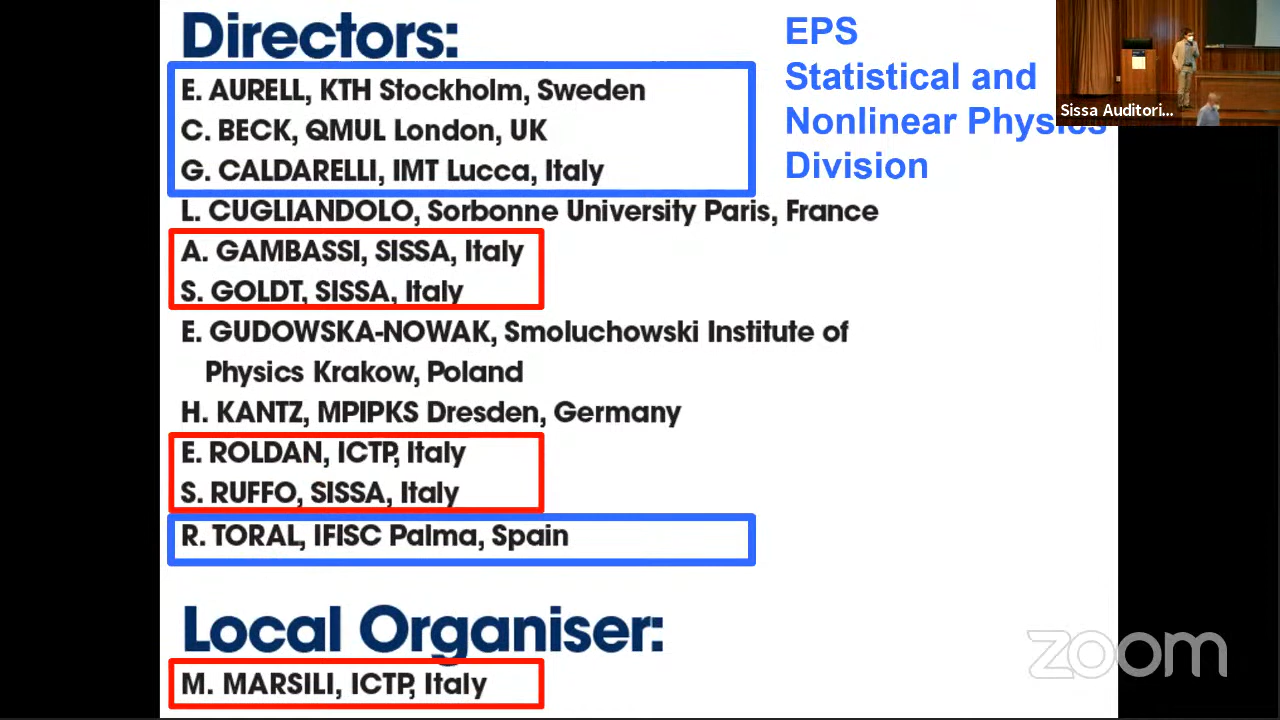 Directors:
E. AURELL, KTH Stockholm, Sweden
C. BECK, QMUL London, UK
G. CALDARELLI, IMT Lucca, Italy
L. CUGLIANDOLO, Sorbonne University Paris, France
A. GAMBASSI, SISSA, Italy
S. GOLDT, SISSA, Italy
E. GUDOWSKA-NOWAK, Smoluchowski Institute of
Physics Krakow, Poland
H. KANTZ, MPIPKS Dresden, Germany
E. ROLDAN, ICTP, Italy
S. RUFFO, SISSA, Italy
R. TORAL, IFISC Palma, Spain
Local Organiser:
M. MARSILI, ICTP, Italy
EPS
Statistical and
Nonlinear Physics
Division
Sissa Auditori...
zoom